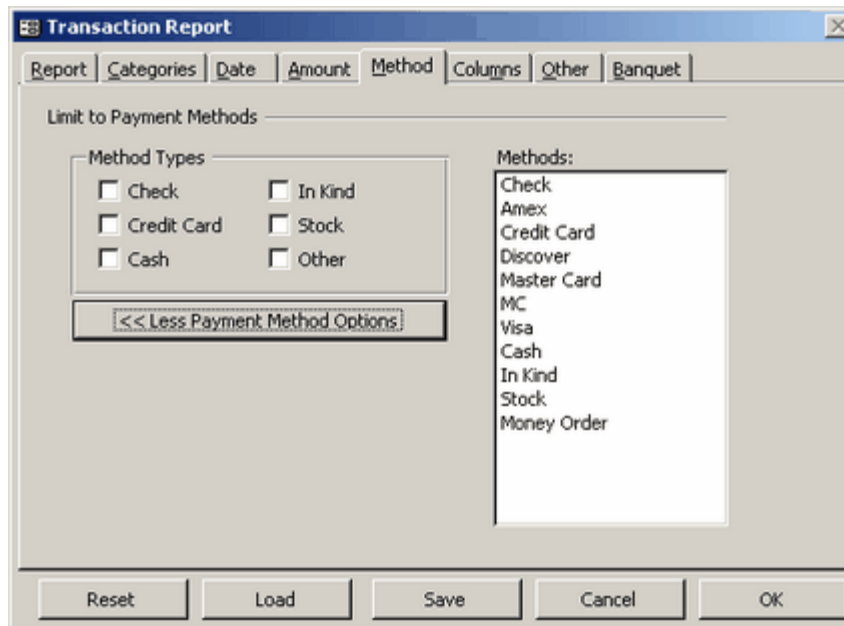 Transaction Report
Report Categories Date Amount Method Columns Other Banquet
Limit to Payment Methods
Method Types
Check In Kind
Credit Card Stock
Cash Other
<< Less Payment Method Options
Methods:
Check
Amex
Credit Card
Discover
Master Card
MC
Visa
Cash
In Kind
Stock
Money Order
Reset Load Save Cancel OK